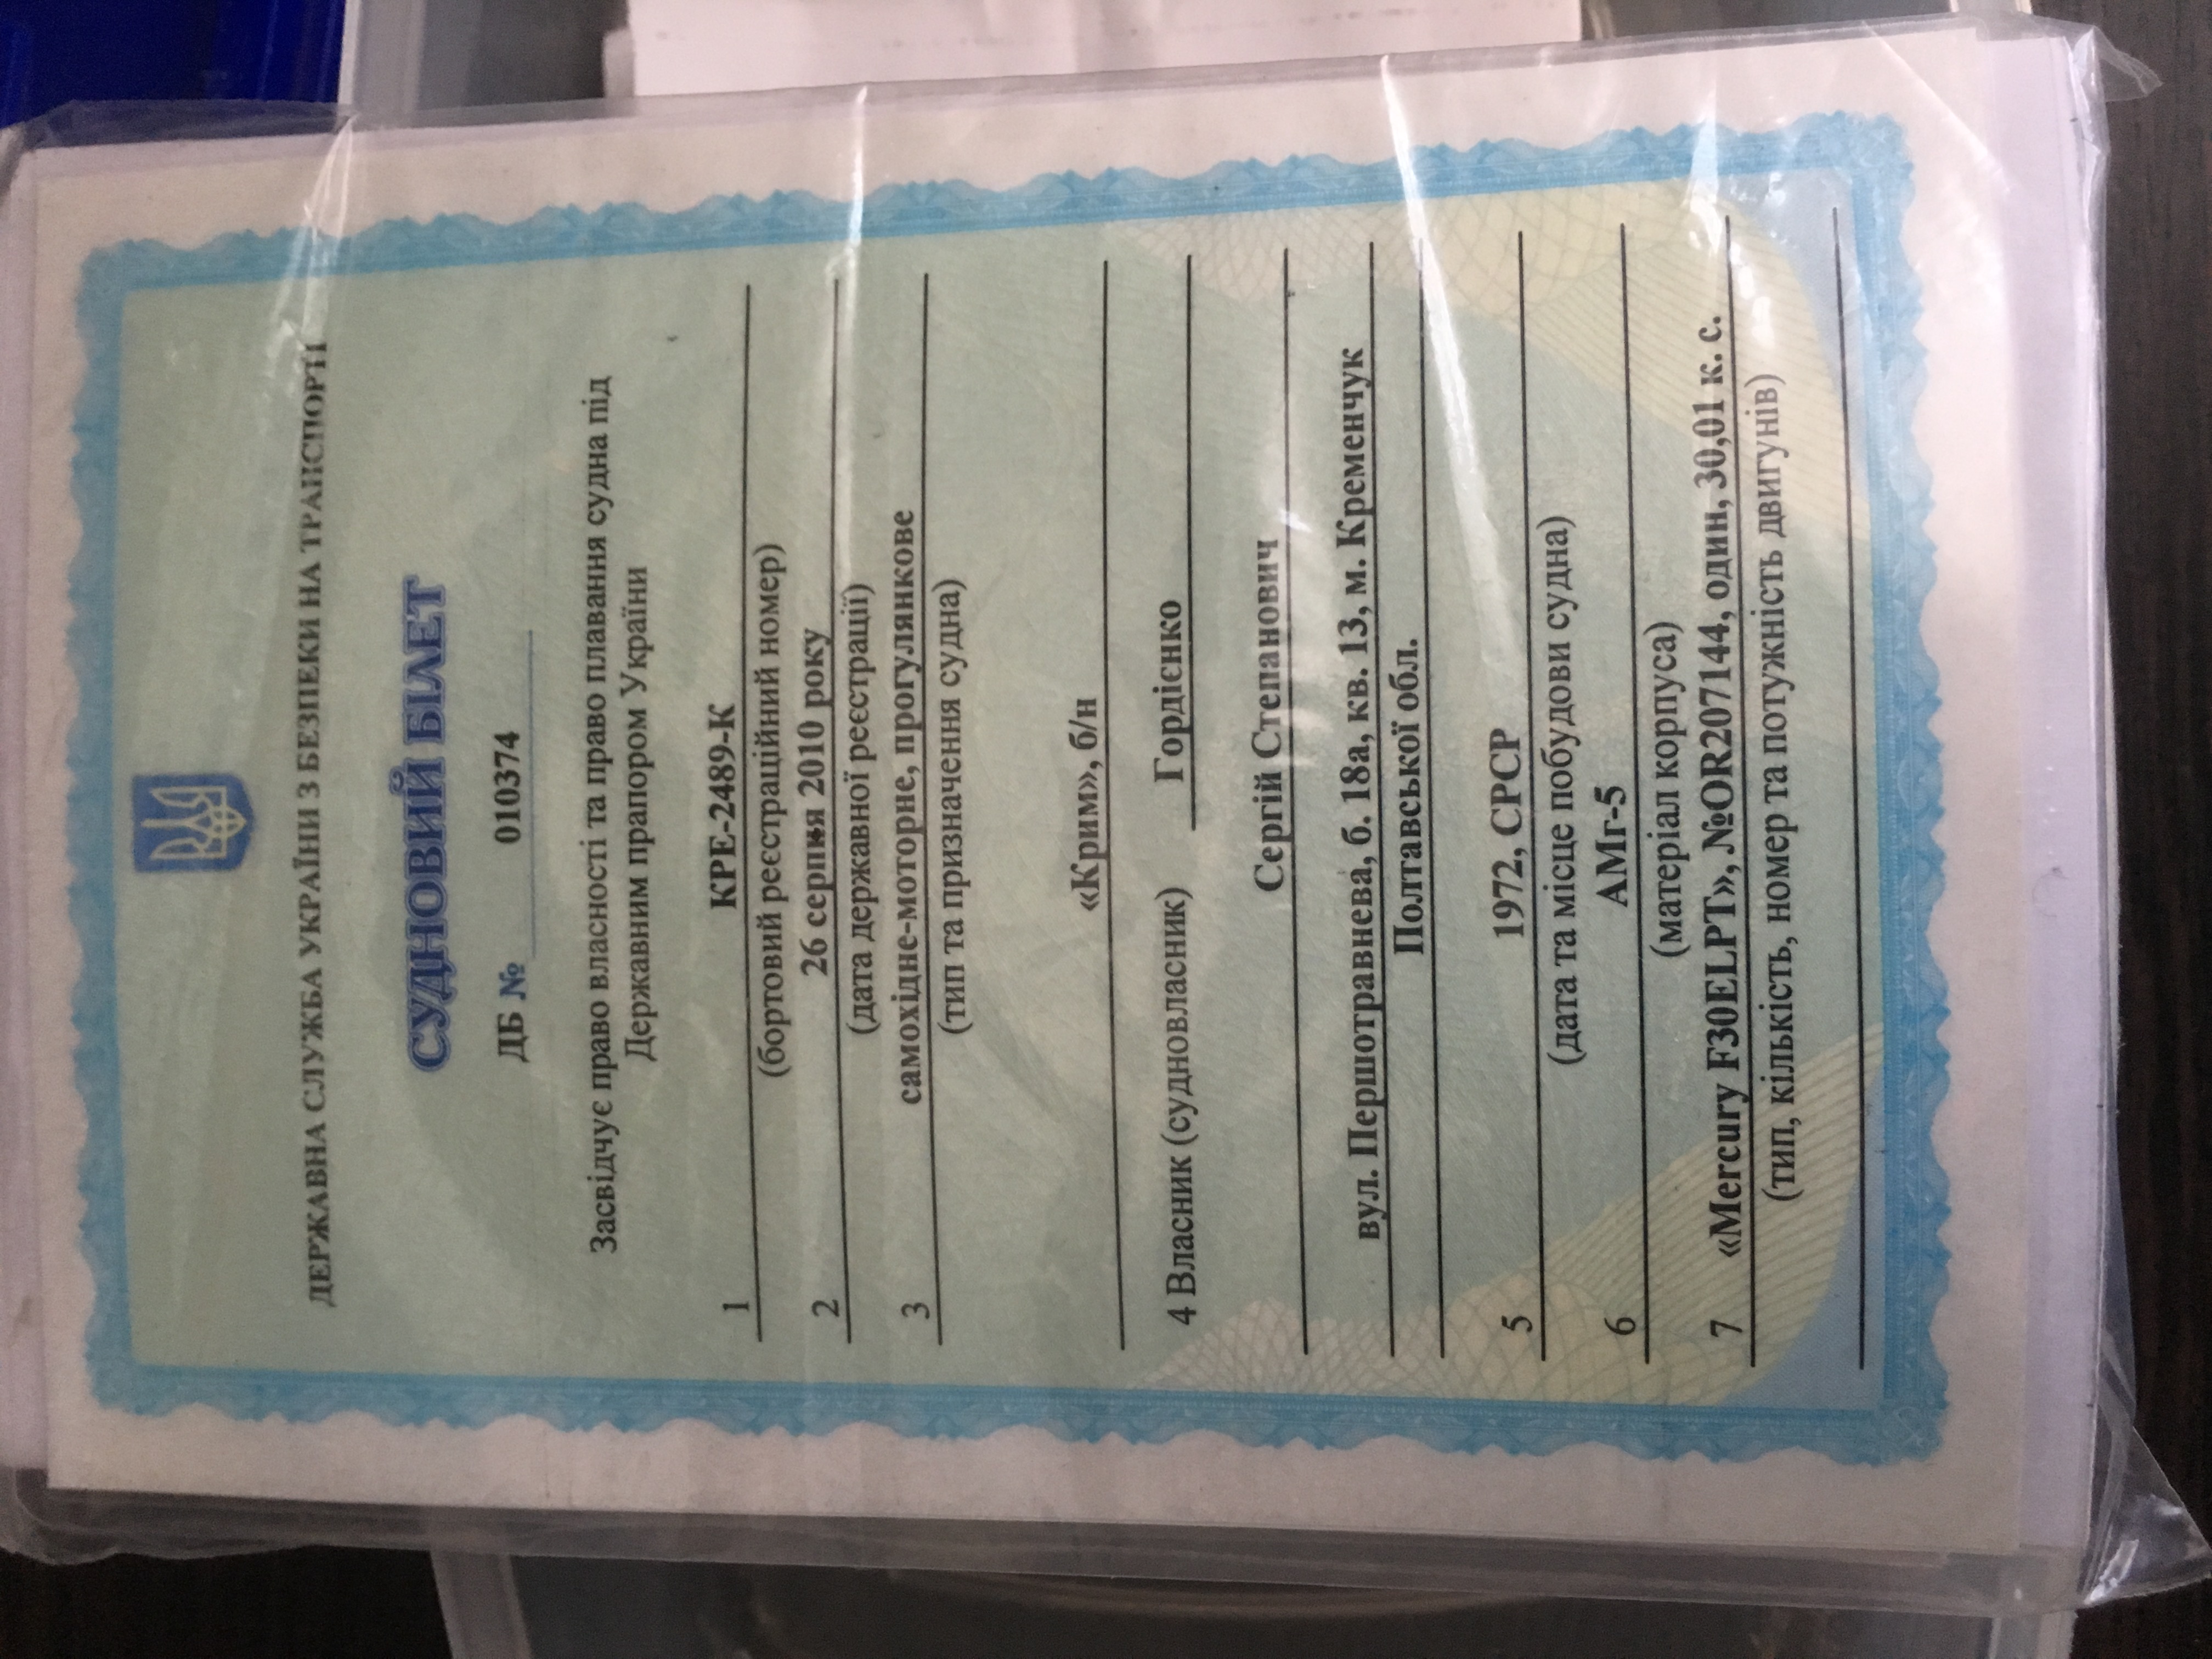 ДЕРЖАВНА СЛУЖБА УКРАЇНИ З БЕЗПЕКИ НА ТРАНСПОРТІ
СУДНОВИЙ БІЛЕТ
ДБ № 010374
Засвідчує право власності та право плавання судна під
Державним прапором України
1 КРЕ-2489-К
(бортовий реєстраційний номер)
2 26 серпня 2010 року
(дата державної реєстрації)
3 самохідне-моторне, прогулянкове
(тип та призначення судна)
«Крим», б/н
4 Власник (судновласник) Гордієнко
Сергій Степанович
вул. Першотравнева, б. 18а, кв. 13, м. Кременчук
Полтавської обл.
5 1972, СРСР
(дата та місце побудови судна)
6 АМг-5
(матеріал корпуса)
7 «Mercury F30ELPT», №OR207144, один, 30,01 к. с.
(тип, кількість, номер та потужність двигунів)